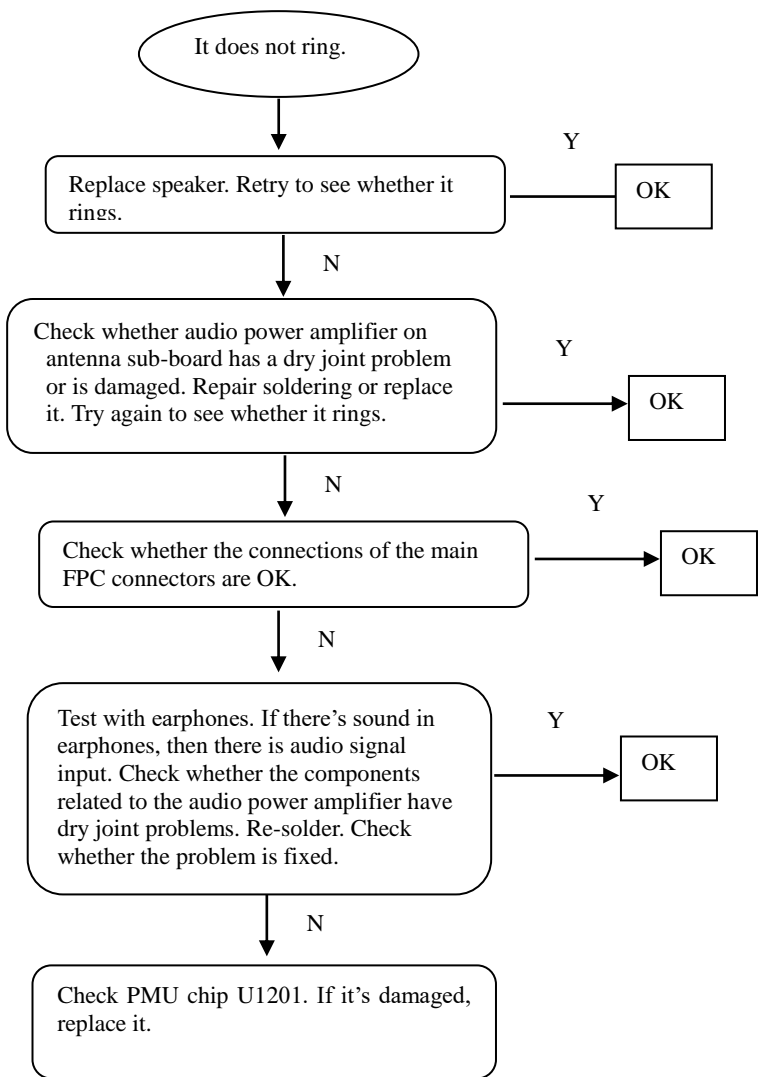 It does not ring.
Y
Replace speaker. Retry to see whether it
rings.
OK
N
Check whether audio power amplifier on
antenna sub-board has a dry joint problem
or is damaged. Repair soldering or replace
it. Try again to see whether it rings.
Y
OK
N
Y
Check whether the connections of the main
FPC connectors are OK.
OK
N
Test with earphones. If there's sound in
earphones, then there is audio signal
input. Check whether the components
related to the audio power amplifier have
dry joint problems. Re-solder. Check
whether the problem is fixed.
Y
OK
N
Check PMU chip U1201. If it's damaged,
replace it.